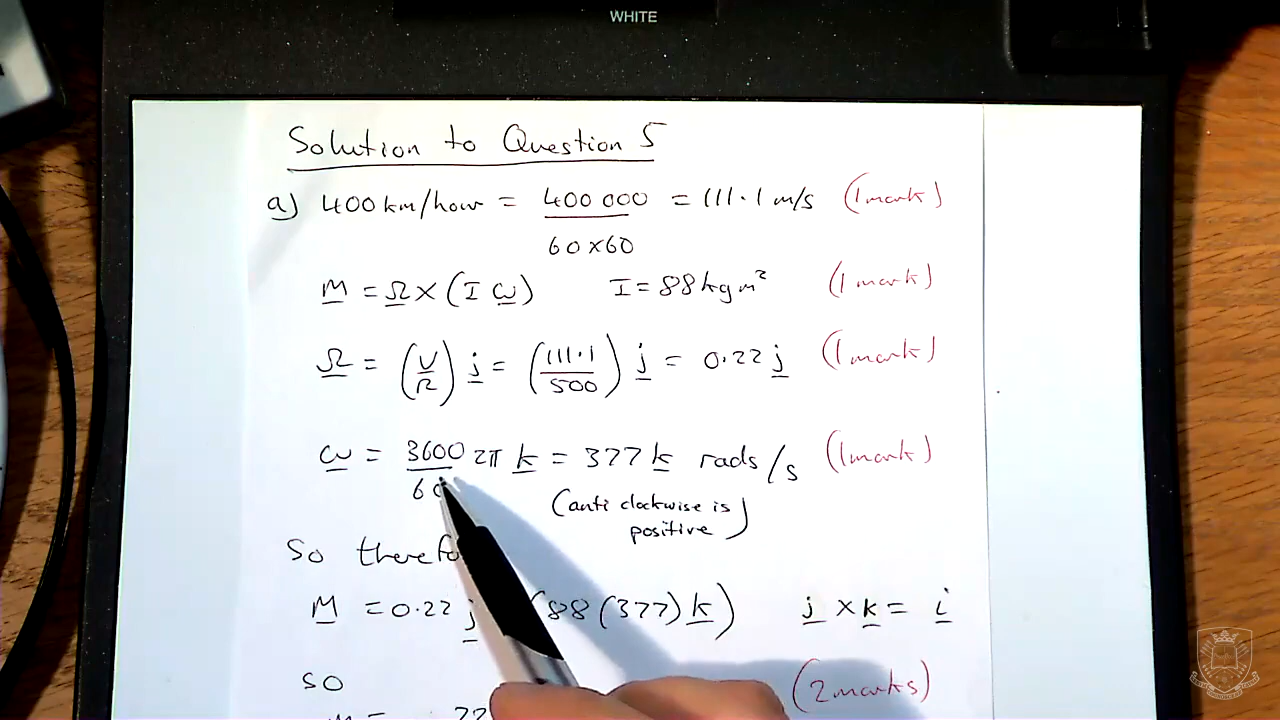 WHITE
Solution to Question 5
a) 400 km/hour = 400 000 / 60×60 = 111.1 m/s (1 mark)
M = Ω × (I ω) I = 88 kg m² (1 mark)
Ω = (V/R) j = (111.1/500) j = 0.22 j (1 mark)
ω = 3600/60 2π k = 377 k rads/s (1 mark)
(anti clockwise is
positive)
So
M = 0.22 j (88 (377) k) j × k = i
so (2 marks)